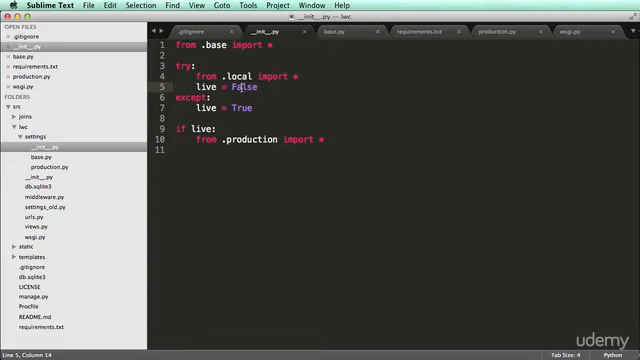 Sublime Text File Edit Selection Find View Goto Tools Project Window Help
__init__.py — lwc
OPEN FILES
.gitignore
__init__.py
base.py
requirements.txt
production.py
wsgi.py
FOLDERS
src
joins
lwc
settings
__init__.py
base.py
production.py
__init__.py
db.sqlite3
middleware.py
settings_old.py
urls.py
views.py
wsgi.py
static
templates
.gitignore
db.sqlite3
LICENSE
manage.py
Procfile
README.md
requirements.txt
.gitignore __init__.py base.py requirements.txt production.py wsgi.py
1 from .base import *
2
3 try:
4 from .local import *
5 live = False
6 except:
7 live = True
8
9 if live:
10 from .production import *
11
udemy
Line 5, Column 14 Tab Size: 4 Python